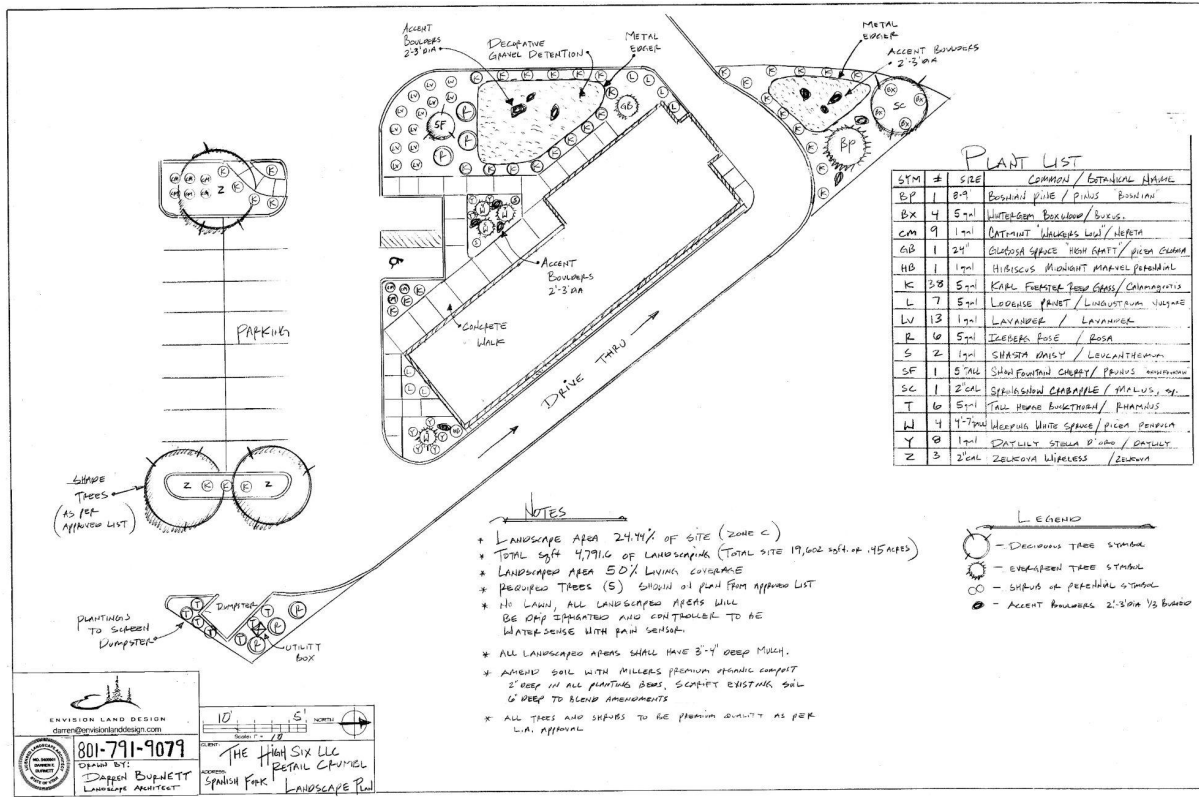 ACCENT
BOULDERS
2'-3' DIA
DECORATIVE
GRAVEL DETENTION
METAL
EDGER
METAL
EDGER
ACCENT BOULDERS
2'-3' DIA
SF
GB
SC
BP
ACCENT
BOULDERS
2'-3' DIA
CONCRETE
WALK
PARKING
DRIVE THRU
SHADE
TREES
(AS PER
APPROVED LIST)
Z K K K Z
PLANTINGS
TO SCREEN
DUMPSTER
DUMPSTER
UTILITY
BOX
PLANT LIST
SYM # SIZE COMMON / BOTANICAL NAME
BP 1 8-9' BOSNIAN PINE / PINUS "BOSNIAN"
BX 4 5 gal WINTERGEM BOXWOOD / BUXUS.
CM 9 1 gal CATMINT "WALKERS LOW" / NEPETA
GB 1 24" GLOBOSA SPRUCE "HIGH GRAFT" / PICEA GLOBOSA
HB 1 1 gal HIBISCUS MIDNIGHT MARVEL PERENNIAL
K 38 5 gal KARL FUERSTER REED GRASS / CALAMAGROTIS
L 7 5 gal LODENSE PRIVET / LINGUSTRUM VULGARE
LV 13 1 gal LAVANDER / LAVANDER
R 6 5 gal ICEBERG ROSE / ROSA
S 2 1 gal SHASTA DAISY / LEUCANTHEMUM
SF 1 5' TALL SNOW FOUNTAIN CHERRY / PRUNUS
SC 1 2" CAL SPRINGSNOW CRABAPPLE / MALUS, sp.
T 6 5 gal TALL HEDGE BUCKTHORN / RHAMNUS
W 4 WEEPING WHITE SPRUCE / PICEA PENDULA
Y 8 1 gal DAYLILY STELLA D'ORO / DAYLILY
Z 3 2" CAL ZELKOVA WIRELESS / ZELKOVA
NOTES
* LANDSCAPE AREA 24.44% OF SITE (ZONE C)
* TOTAL sqft 4,791.6 OF LANDSCAPING (TOTAL SITE 19,602 sqft. or .45 ACRES)
* LANDSCAPED AREA 50% LIVING COVERAGE
* REQUIRED TREES (5) SHOWN ON PLAN FROM APPROVED LIST
* NO LAWN, ALL LANDSCAPED AREAS WILL
BE DRIP IRRIGATED AND CONTROLLER TO BE
WATERSENSE WITH RAIN SENSOR.
* ALL LANDSCAPED AREAS SHALL HAVE 3"-4" DEEP MULCH.
* AMEND SOIL WITH MILLERS PREMIUM ORGANIC COMPOST
2" DEEP IN ALL PLANTING BEDS, SCARIFY EXISTING SOIL
6" DEEP TO BLEND AMENDMENTS
* ALL TREES AND SHRUBS TO BE PREMIUM QUALITY AS PER
L.A. APPROVAL
LEGEND
- DECIDUOUS TREE SYMBOL
- EVERGREEN TREE SYMBOL
- SHRUB OR PERENNIAL SYMBOL
- ACCENT BOULDERS 2'-3' DIA 1/3 BURIED
ENVISION LAND DESIGN
darren@envisionlanddesign.com
801-791-9079
DRAWN BY:
DARREN BURNETT
LANDSCAPE ARCHITECT
10' 5' NORTH
Scale: 1" = 10'
CLIENT: THE HIGH SIX LLC
RETAIL CRUMBL
ADDRESS: SPANISH FORK LANDSCAPE PLAN